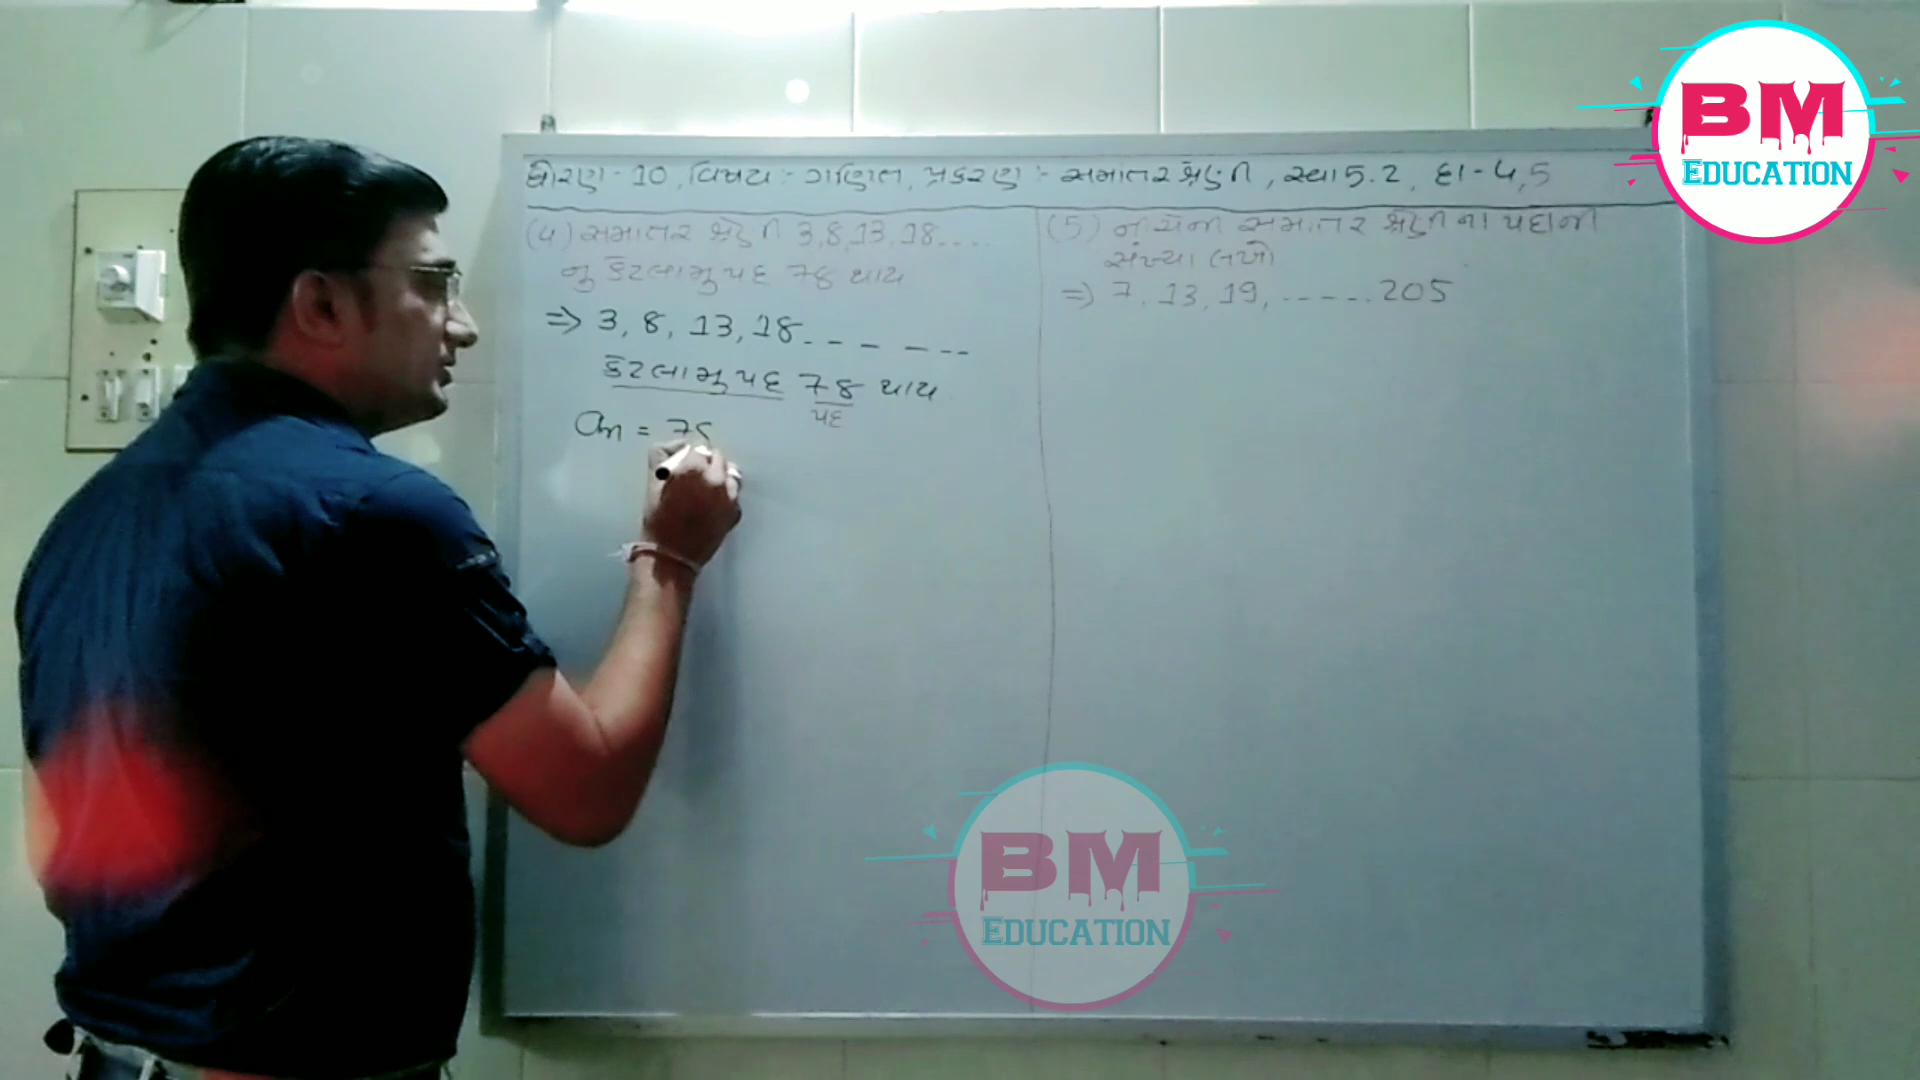 ધોરણ - 10, વિષય :- ગણિત, પ્રકરણ :- સમાંતર શ્રેણી, સ્વા 5.2, દા - 4,5
(4) સમાંતર શ્રેણી 3,8,13,18....
નુ કેટલામુ પદ 78 થાય
⇒ 3, 8, 13, 18. - - - - - -
કેટલામુ પદ 78 થાય
પદ
an = 78
(5) નીચેની સમાંતર શ્રેણીના પદોની
સંખ્યા લખો
⇒ 7, 13, 19, ------ 205
BM
EDUCATION
BM
EDUCATION